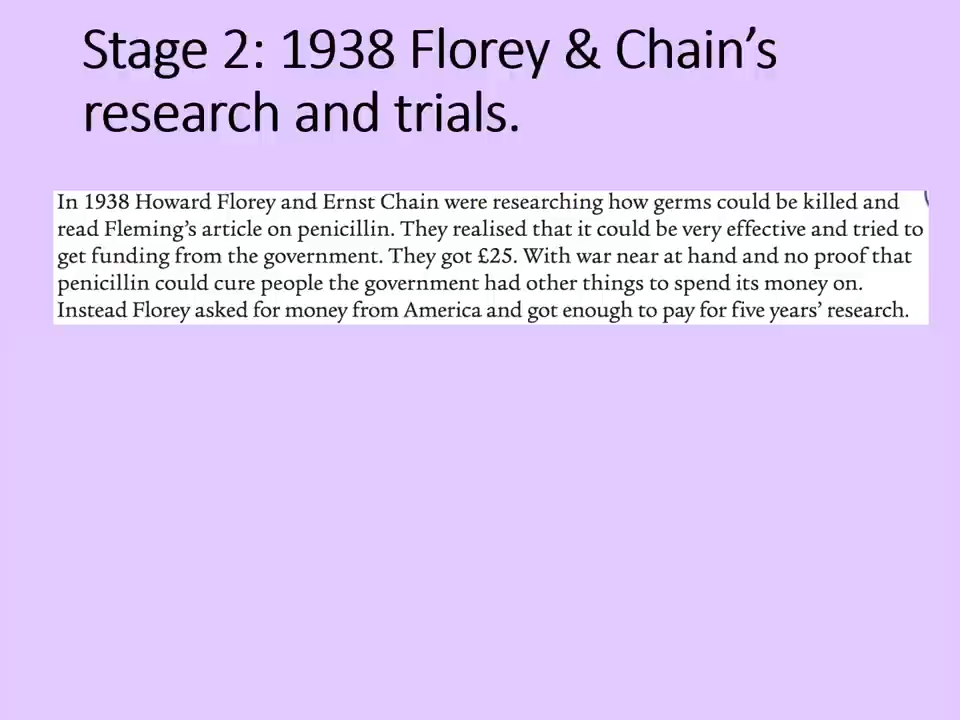 Stage 2: 1938 Florey & Chain’s
research and trials.
In 1938 Howard Florey and Ernst Chain were researching how germs could be killed and
read Fleming’s article on penicillin. They realised that it could be very effective and tried to
get funding from the government. They got £25. With war near at hand and no proof that
penicillin could cure people the government had other things to spend its money on.
Instead Florey asked for money from America and got enough to pay for five years’ research.